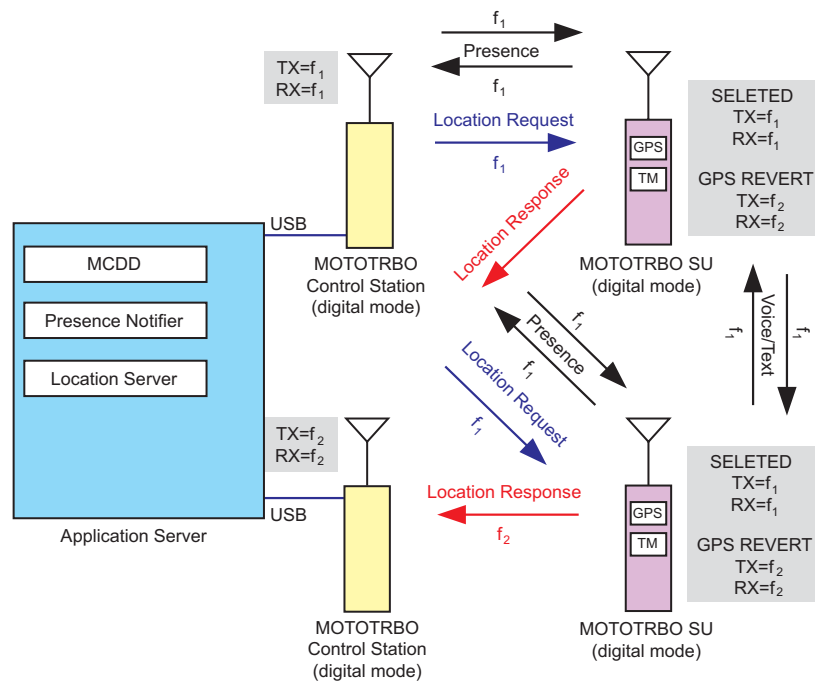 f1
Presence
f1
TX=f1
RX=f1
Location Request
f1
GPS
TM
SELETED
TX=f1
RX=f1
GPS REVERT
TX=f2
RX=f2
Location Response
USB
MCDD
Presence Notifier
Location Server
Application Server
MOTOTRBO
Control Station
(digital mode)
MOTOTRBO SU
(digital mode)
f1
Presence
f1
f1
Voice/Text
f1
Location Request
f1
TX=f2
RX=f2
USB
Location Response
f2
GPS
TM
SELETED
TX=f1
RX=f1
GPS REVERT
TX=f2
RX=f2
MOTOTRBO
Control Station
(digital mode)
MOTOTRBO SU
(digital mode)